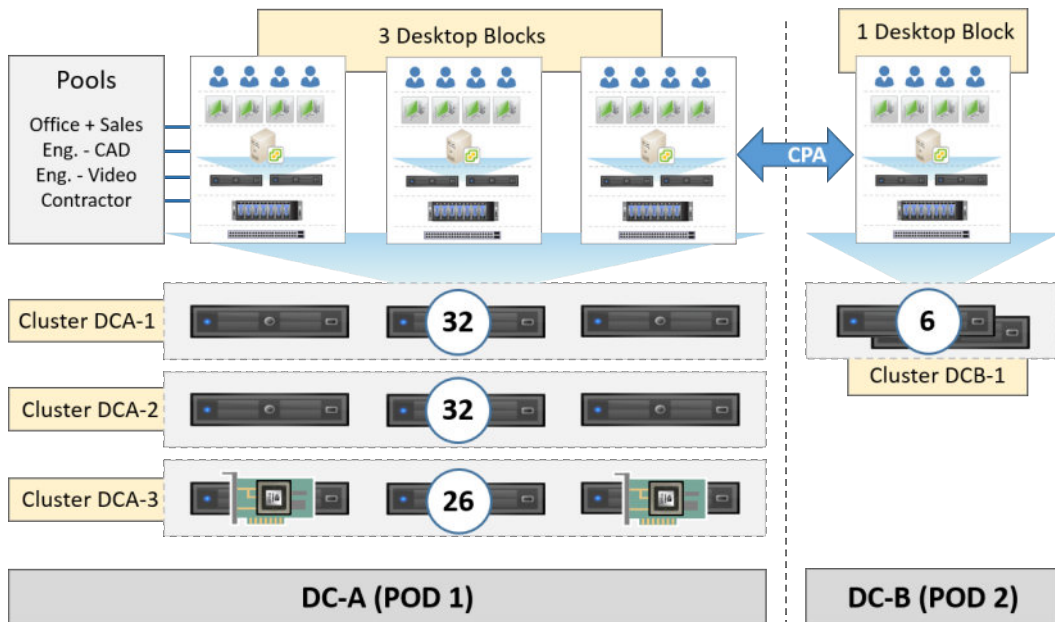 3 Desktop Blocks
1 Desktop Block
Pools
Office + Sales
Eng. - CAD
Eng. - Video
Contractor
CPA
Cluster DCA-1
32
6
Cluster DCB-1
Cluster DCA-2
32
Cluster DCA-3
26
DC-A (POD 1)
DC-B (POD 2)